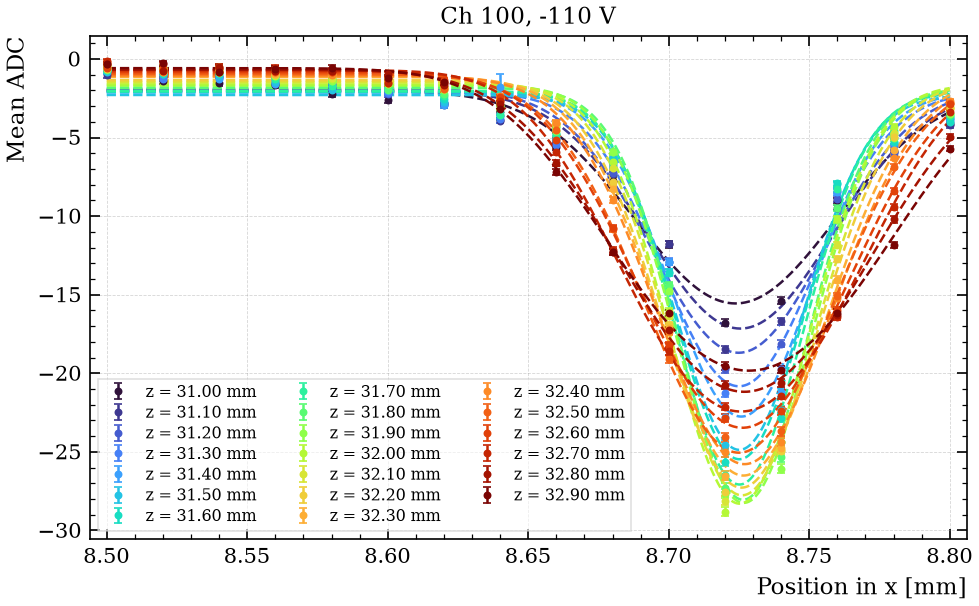 Ch 100, -110 V
Mean ADC
0
−5
−10
−15
−20
−25
−30
z = 31.00 mm
z = 31.10 mm
z = 31.20 mm
z = 31.30 mm
z = 31.40 mm
z = 31.50 mm
z = 31.60 mm
z = 31.70 mm
z = 31.80 mm
z = 31.90 mm
z = 32.00 mm
z = 32.10 mm
z = 32.20 mm
z = 32.30 mm
z = 32.40 mm
z = 32.50 mm
z = 32.60 mm
z = 32.70 mm
z = 32.80 mm
z = 32.90 mm
8.50 8.55 8.60 8.65 8.70 8.75 8.80
Position in x [mm]